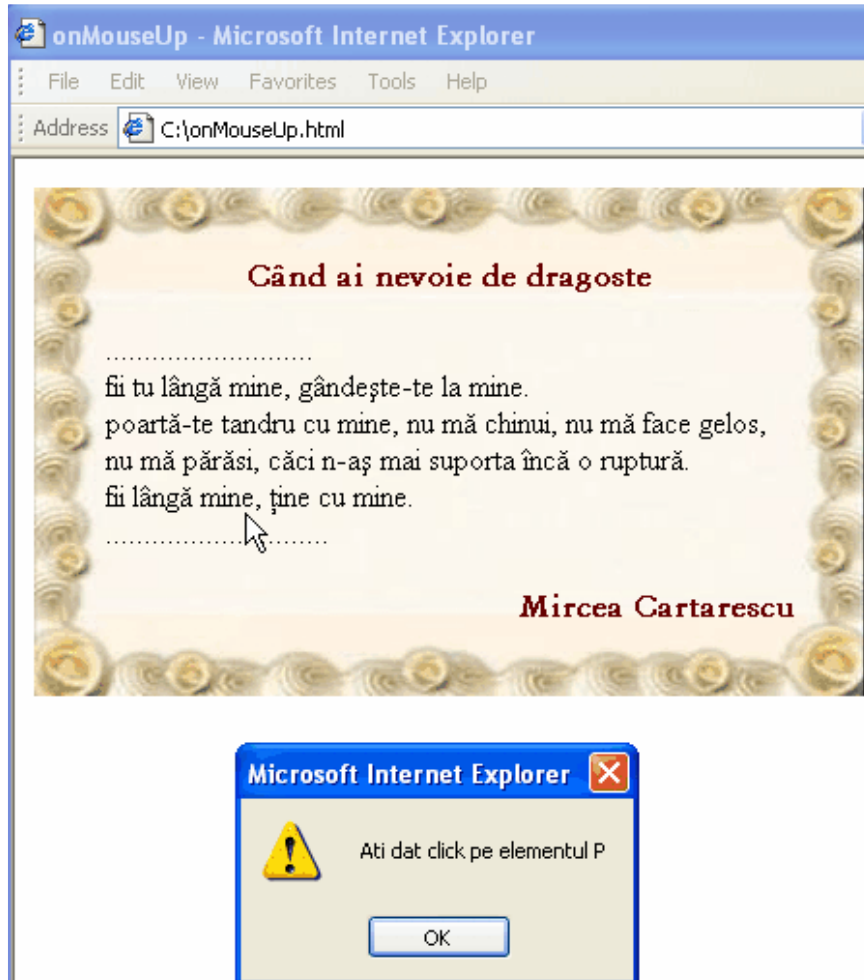 onMouseUp - Microsoft Internet Explorer
File Edit View Favorites Tools Help
Address C:\onMouseUp.html
Când ai nevoie de dragoste
...........................
fii tu lângă mine, gândeşte-te la mine.
poartă-te tandru cu mine, nu mă chinui, nu mă face gelos,
nu mă părăsi, căci n-aş mai suporta încă o ruptură.
fii lângă mine, ţine cu mine.
.............................
Mircea Cartarescu
Microsoft Internet Explorer
Ati dat click pe elementul P
OK